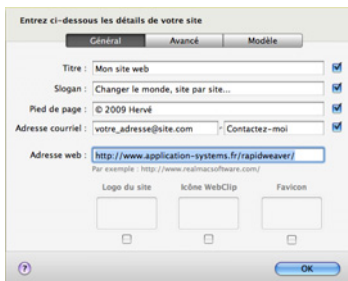 Entrez ci-dessous les détails de votre site
Général Avancé Modèle
Titre : Mon site web
Slogan : Changer le monde, site par site...
Pied de page : © 2009 Hervé
Adresse courriel : votre_adresse@site.com - Contactez-moi
Adresse web : http://www.application-systems.fr/rapidweaver/
Par exemple : http://www.realmacsoftware.com/
Logo du site Icône WebClip Favicon
? OK